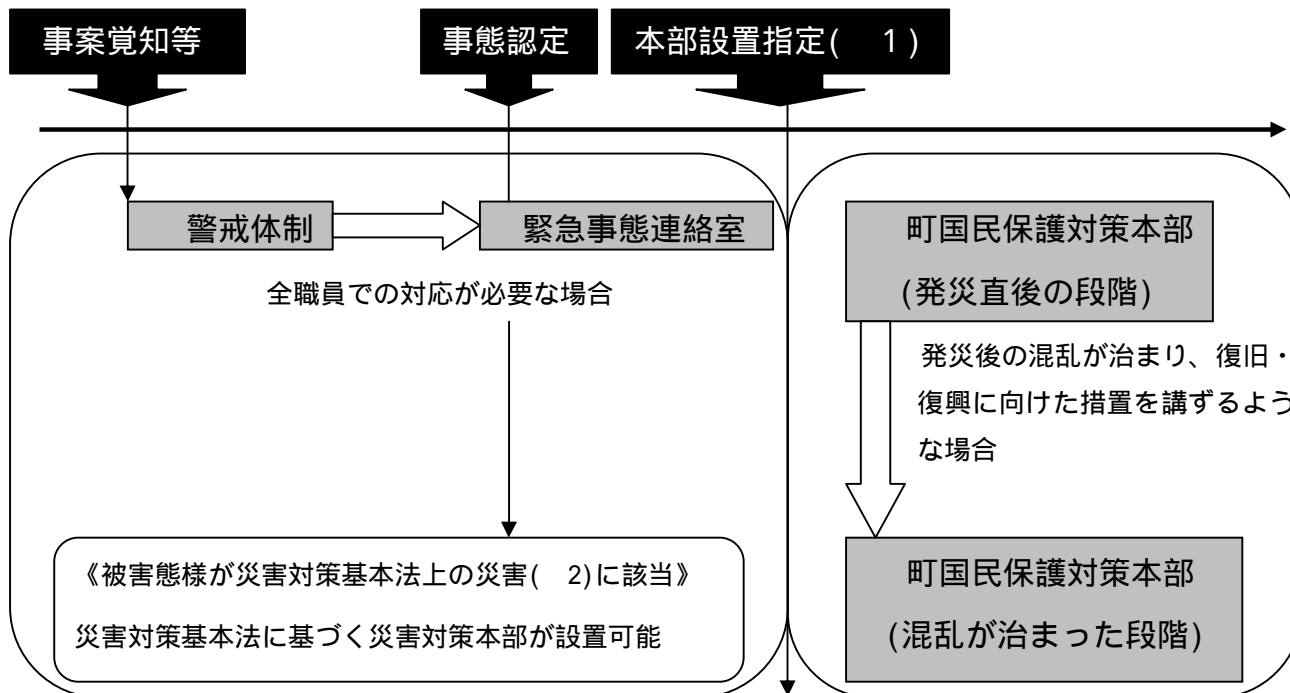 事案覚知等
事態認定
本部設置指定( 1)
警戒体制
緊急事態連絡室
全職員での対応が必要な場合
《被害態様が災害対策基本法上の災害( 2)に該当》
災害対策基本法に基づく災害対策本部が設置可能
町国民保護対策本部
(発災直後の段階)
発災後の混乱が治まり、復旧・
復興に向けた措置を講ずるよう
な場合
町国民保護対策本部
(混乱が治まった段階)